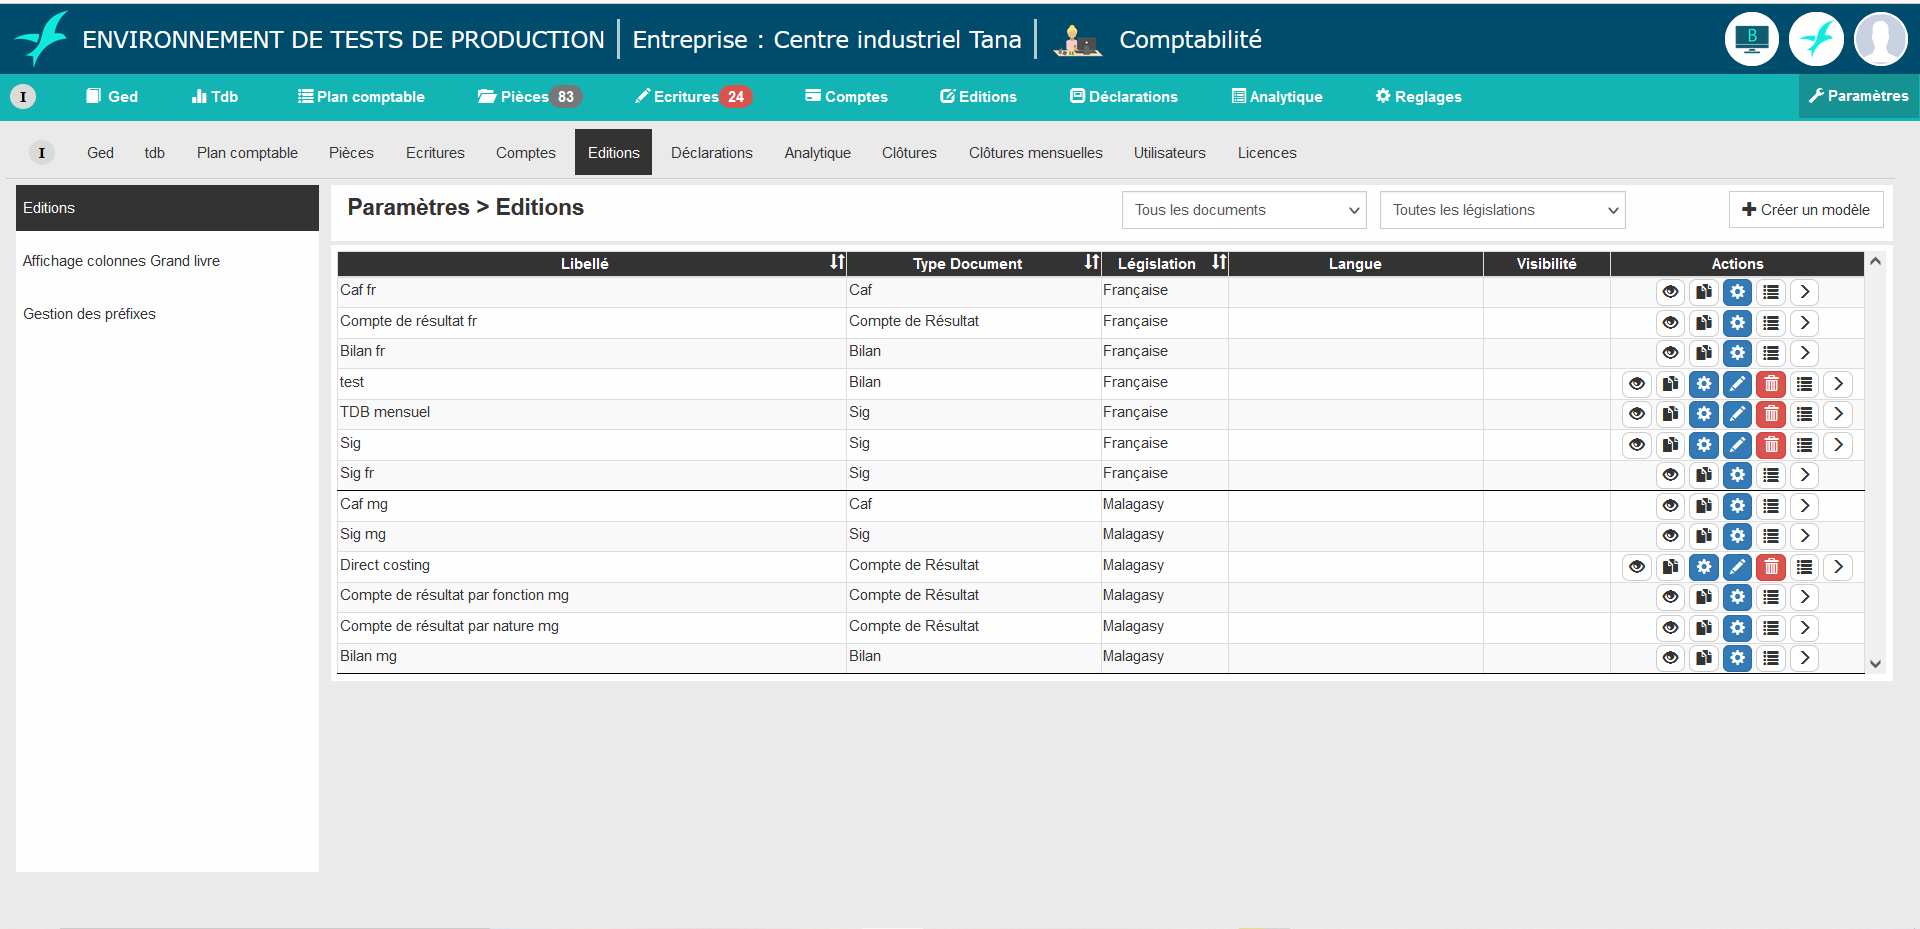 ENVIRONNEMENT DE TESTS DE PRODUCTION Entreprise : Centre industriel Tana Comptabilité B
I Ged Tdb Plan comptable Pièces 83 Ecritures 24 Comptes Editions Déclarations Analytique Reglages Paramètres
I Ged tdb Plan comptable Pièces Ecritures Comptes Editions Déclarations Analytique Clôtures Clôtures mensuelles Utilisateurs Licences
Editions
Affichage colonnes Grand livre
Gestion des préfixes
Paramètres > Editions Tous les documents Toutes les législations Créer un modèle
Libellé Type Document Législation Langue Visibilité Actions
Caf fr Caf Française
Compte de résultat fr Compte de Résultat Française
Bilan fr Bilan Française
test Bilan Française
TDB mensuel Sig Française
Sig Sig Française
Sig fr Sig Française
Caf mg Caf Malagasy
Sig mg Sig Malagasy
Direct costing Compte de Résultat Malagasy
Compte de résultat par fonction mg Compte de Résultat Malagasy
Compte de résultat par nature mg Compte de Résultat Malagasy
Bilan mg Bilan Malagasy